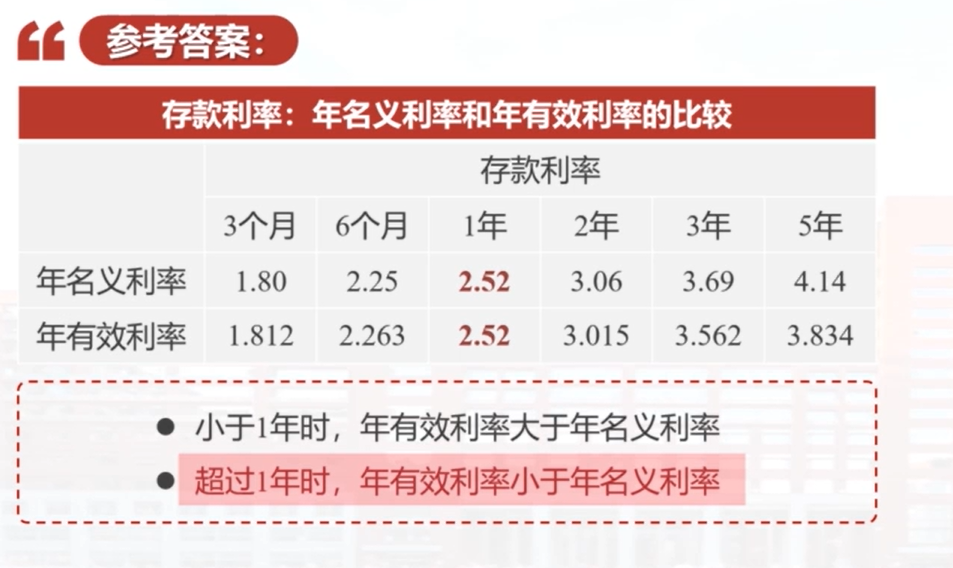 参考答案：
存款利率：年名义利率和年有效利率的比较
存款利率
3个月 6个月 1年 2年 3年 5年
年名义利率 1.80 2.25 2.52 3.06 3.69 4.14
年有效利率 1.812 2.263 2.52 3.015 3.562 3.834
● 小于1年时，年有效利率大于年名义利率
● 超过1年时，年有效利率小于年名义利率